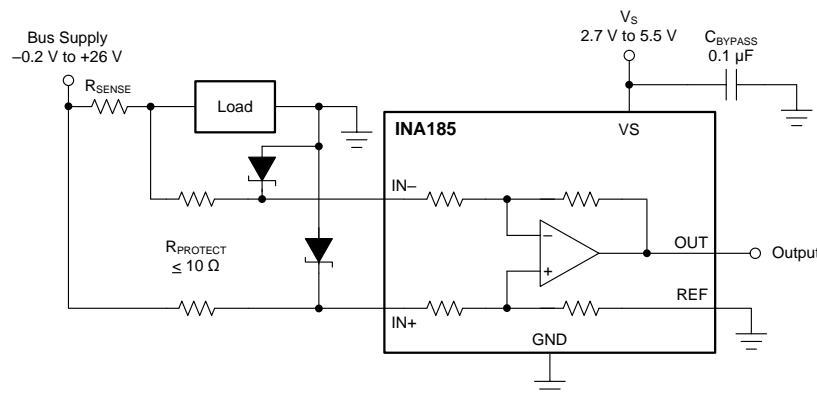 Bus Supply
–0.2 V to +26 V
RSENSE
Load
VS
2.7 V to 5.5 V
CBYPASS
0.1 µF
INA185
VS
IN–
RPROTECT
≤ 10 Ω
–
+
OUT
Output
REF
IN+
GND